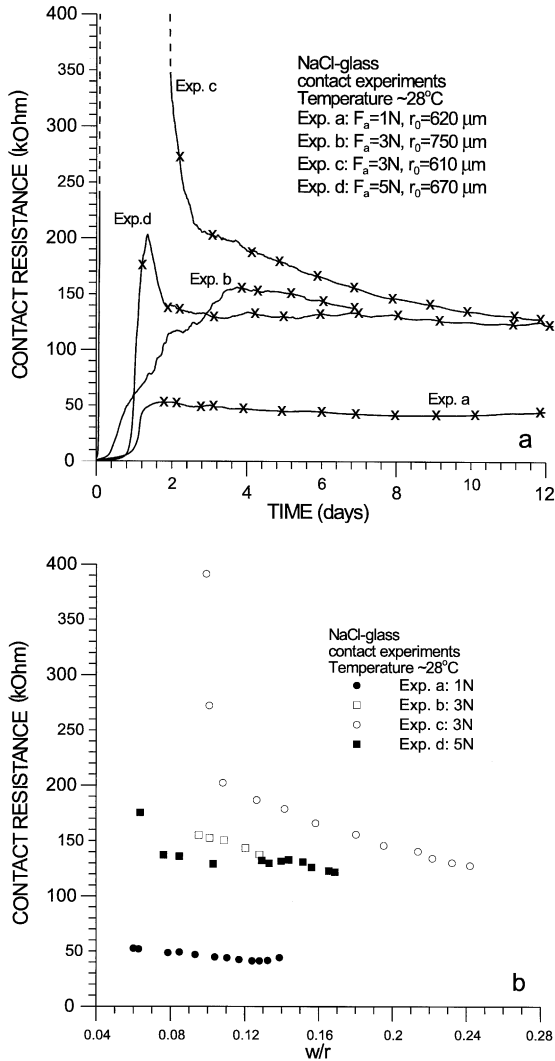 400
350
300
250
200
150
100
50
0
CONTACT RESISTANCE (kOhm)
Exp. c
NaCl-glass
contact experiments
Temperature ~28°C
Exp. a: Fa=1N, r0=620 µm
Exp. b: Fa=3N, r0=750 µm
Exp. c: Fa=3N, r0=610 µm
Exp. d: Fa=5N, r0=670 µm
Exp.d
Exp. b
Exp. a
a
0 2 4 6 8 10 12
TIME (days)
400
350
300
250
200
150
100
50
0
CONTACT RESISTANCE (kOhm)
NaCl-glass
contact experiments
Temperature ~28°C
Exp. a: 1N
Exp. b: 3N
Exp. c: 3N
Exp. d: 5N
b
0.04 0.08 0.12 0.16 0.2 0.24 0.28
w/r